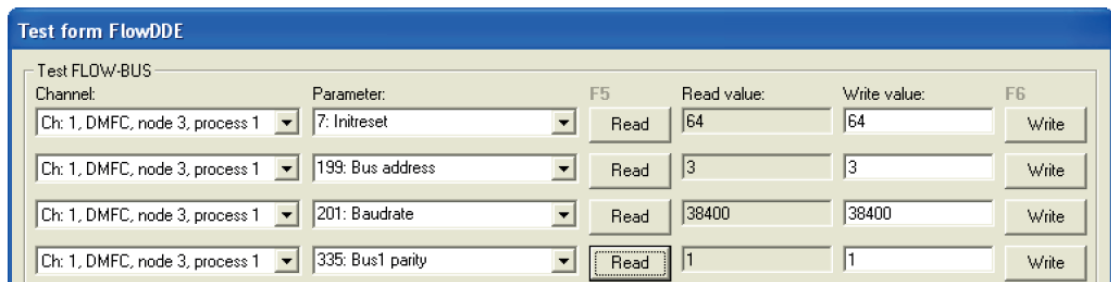 Test form FlowDDE
Test FLOW-BUS
Channel: Parameter: F5 Read value: Write value: F6
Ch: 1, DMFC, node 3, process 1 7: Initreset Read 64 64 Write
Ch: 1, DMFC, node 3, process 1 199: Bus address Read 3 3 Write
Ch: 1, DMFC, node 3, process 1 201: Baudrate Read 38400 38400 Write
Ch: 1, DMFC, node 3, process 1 335: Bus1 parity Read 1 1 Write